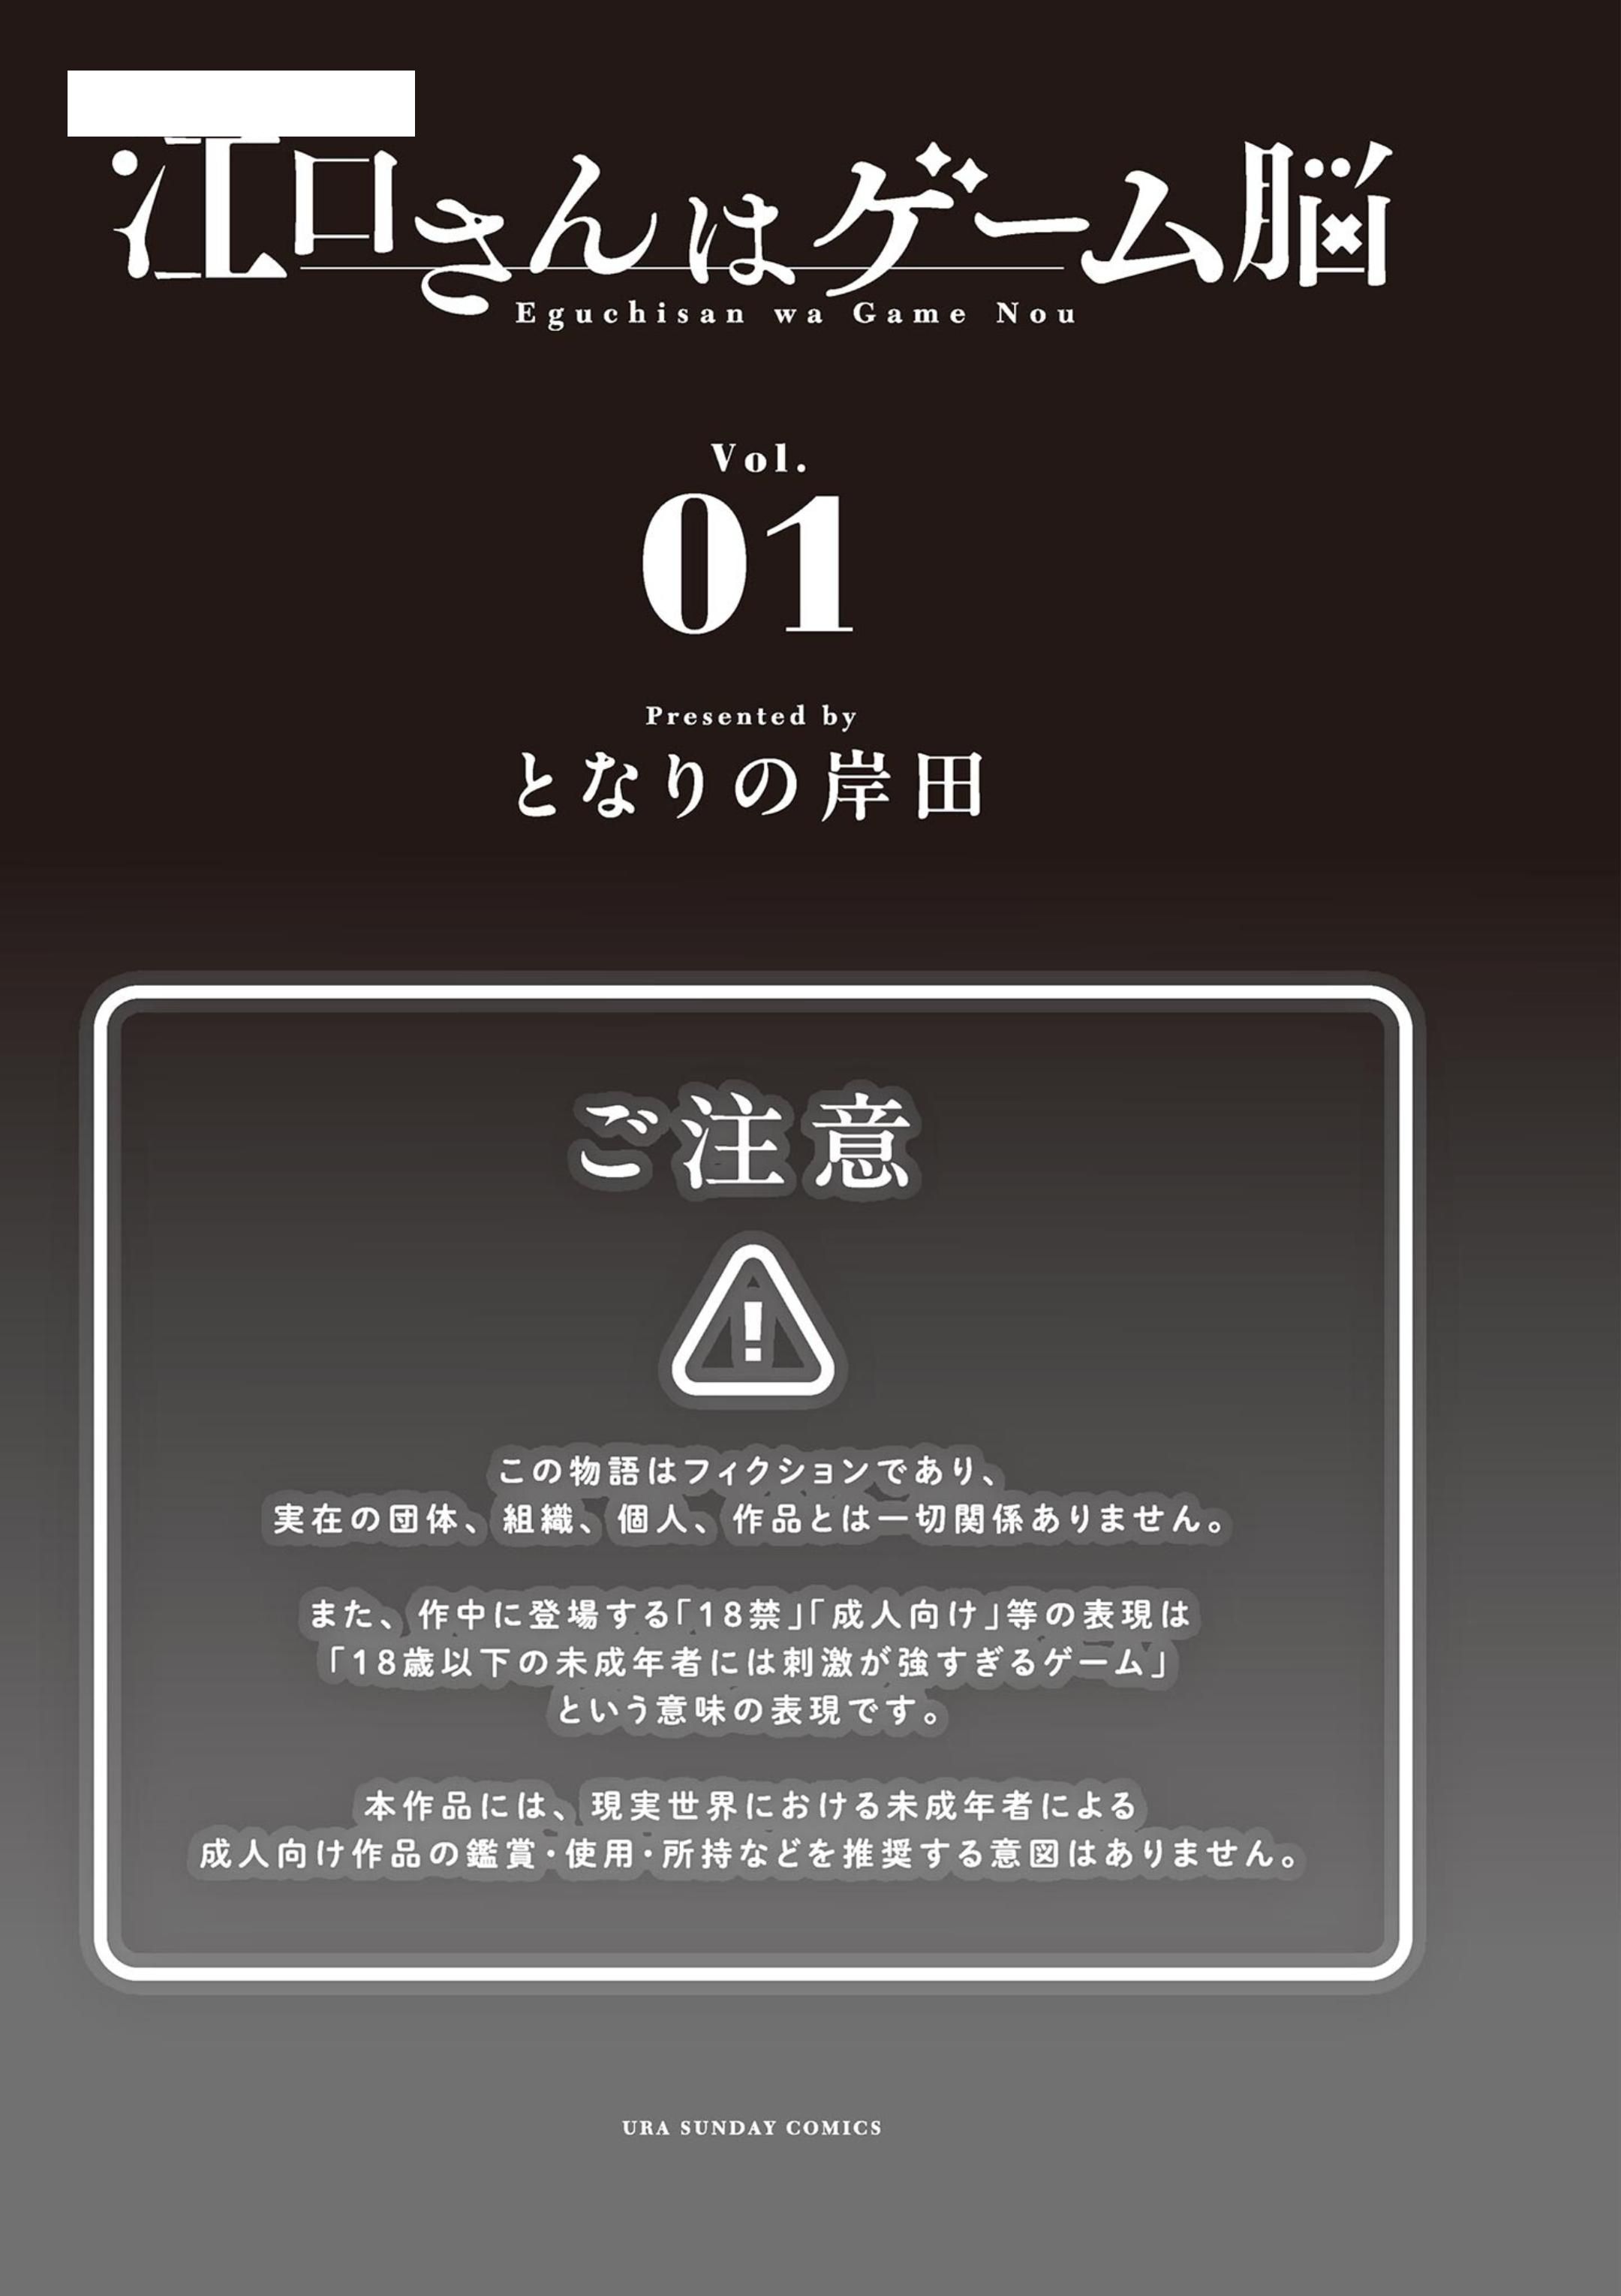 江口さんはゲーム脳
Eguchisan wa Game Nou
Vol.
01
Presented by
となりの岸田
ご注意
この物語はフィクションであり、
実在の団体、組織、個人、作品とは一切関係ありません。
また、作中に登場する「18禁」「成人向け」等の表現は
「18歳以下の未成年者には刺激が強すぎるゲーム」
という意味の表現です。
本作品には、現実世界における未成年者による
成人向け作品の鑑賞・使用・所持などを推奨する意図はありません。
URA SUNDAY COMICS